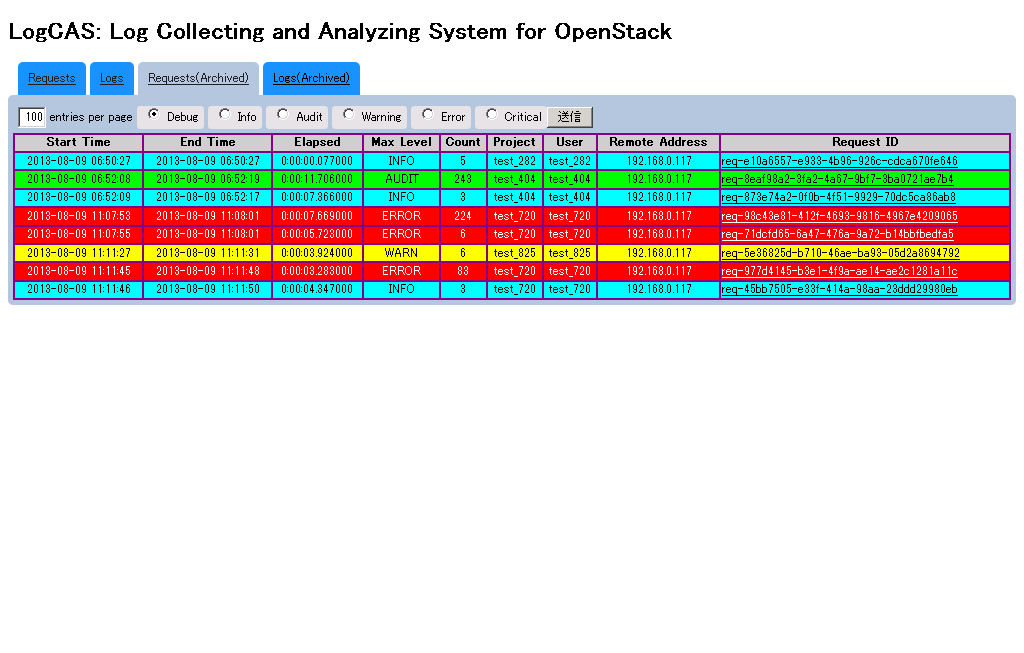 LogCAS: Log Collecting and Analyzing System for OpenStack
Requests Logs Requests(Archived) Logs(Archived)
100 entries per page Debug Info Audit Warning Error Critical 送信
Start Time End Time Elapsed Max Level Count Project User Remote Address Request ID
2013-08-09 06:50:27 2013-08-09 06:50:27 0:00:00.077000 INFO 5 test_282 test_282 192.168.0.117 req-e10a6557-e933-4b96-926c-cdca670fe646
2013-08-09 06:52:08 2013-08-09 06:52:19 0:00:11.706000 AUDIT 243 test_404 test_404 192.168.0.117 req-8eaf98a2-3fa2-4a67-9bf7-3ba0721ae7b4
2013-08-09 06:52:09 2013-08-09 06:52:17 0:00:07.366000 INFO 3 test_404 test_404 192.168.0.117 req-873e74a2-0f0b-4f51-9929-70dc5ca86ab8
2013-08-09 11:07:53 2013-08-09 11:08:01 0:00:07.669000 ERROR 224 test_720 test_720 192.168.0.117 req-98c43e81-412f-4693-9816-4967e4209065
2013-08-09 11:07:55 2013-08-09 11:08:01 0:00:05.723000 ERROR 6 test_720 test_720 192.168.0.117 req-71dcfd65-6a47-476a-9a72-b14bbfbedfa5
2013-08-09 11:11:27 2013-08-09 11:11:31 0:00:03.924000 WARN 6 test_825 test_825 192.168.0.117 req-5e36825d-b710-46ae-ba93-05d2a8694792
2013-08-09 11:11:45 2013-08-09 11:11:48 0:00:03.283000 ERROR 83 test_720 test_720 192.168.0.117 req-977d4145-b3e1-4f9a-ae14-ae2c1281a11c
2013-08-09 11:11:46 2013-08-09 11:11:50 0:00:04.347000 INFO 3 test_720 test_720 192.168.0.117 req-45bb7505-e33f-414a-98aa-23ddd29980eb